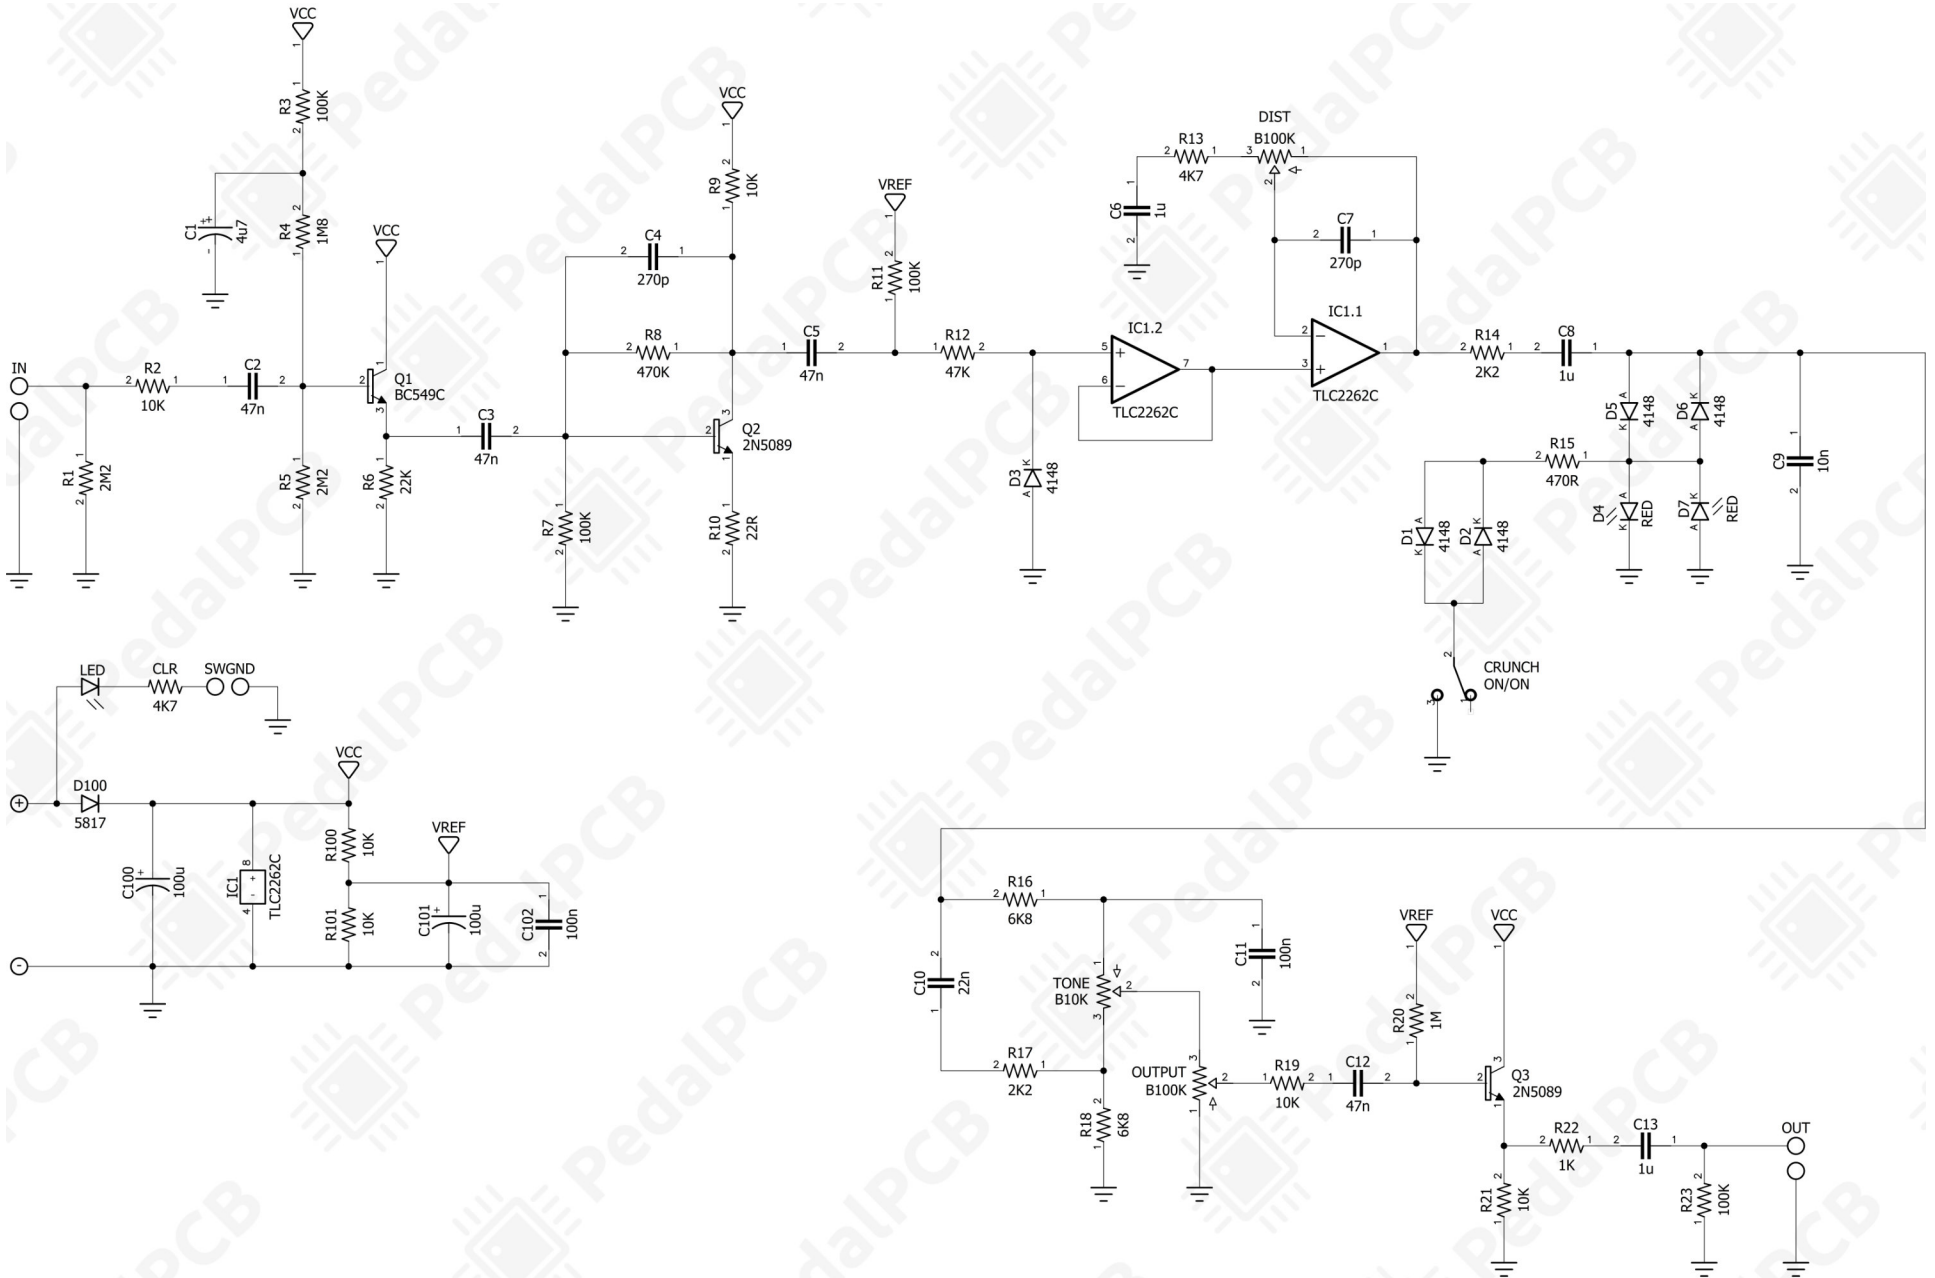 VCC
R3
100K
C1
4u7
R4
1M8
VCC
IN
R2
10K
C2
47n
Q1
BC549C
R1
2M2
R5
2M2
R6
22K
C3
47n
VCC
R9
10K
C4
270p
R8
470K
R7
100K
Q2
2N5089
R10
22R
VREF
R11
100K
C5
47n
R12
47K
D3
4148
IC1.2
TLC2262C
C6
1u
R13
4K7
DIST
B100K
C7
270p
IC1.1
TLC2262C
R14
2K2
C8
1u
D5
4148
D6
4148
R15
470R
D4
RED
D7
RED
C9
10n
D1
4148
D2
4148
CRUNCH
ON/ON
LED
CLR
4K7
SWGND
D100
5817
VCC
C100
100u
IC1
TLC2262C
R100
10K
R101
10K
VREF
C101
100u
C102
100n
R16
6K8
C10
22n
R17
2K2
TONE
B10K
R18
6K8
C11
100n
OUTPUT
B100K
R19
10K
C12
47n
VREF
R20
1M
VCC
Q3
2N5089
R21
10K
R22
1K
C13
1u
R23
100K
OUT
PedalPCB